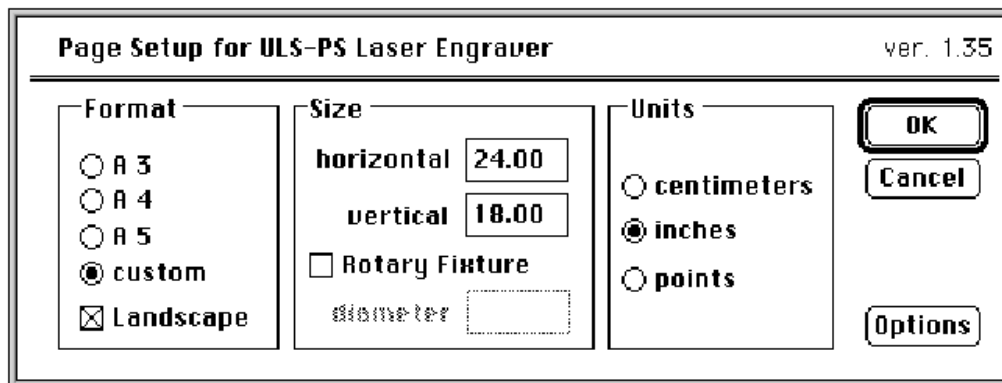 Page Setup for ULS-PS Laser Engraver
ver. 1.35
Format
A 3
A 4
A 5
custom
Landscape
Size
horizontal 24.00
vertical 18.00
Rotary Fixture
diameter
Units
centimeters
inches
points
OK
Cancel
Options